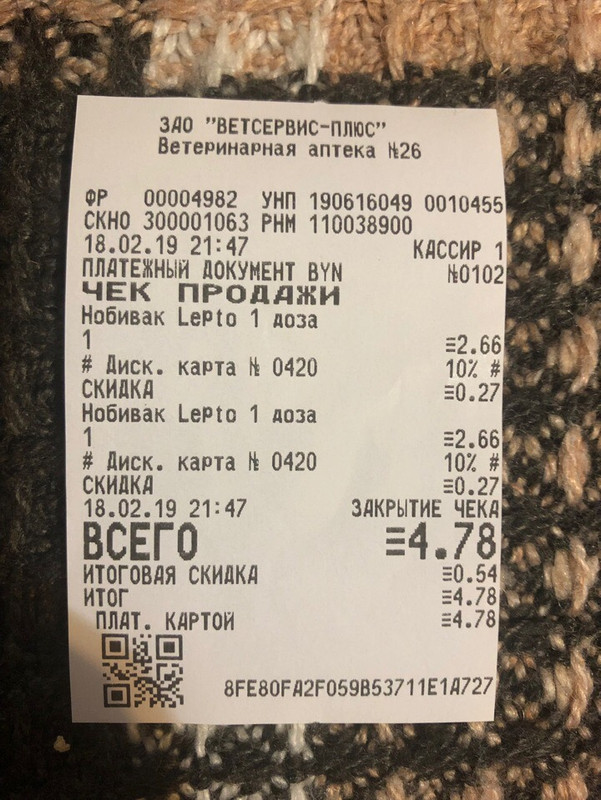 ЗАО "ВЕТСЕРВИС-ПЛЮС"
Ветеринарная аптека №26
ФР 00004982 УНП 190616049 0010455
СКНО 300001063 РНМ 110038900
18.02.19 21:47 КАССИР 1
ПЛАТЕЖНЫЙ ДОКУМЕНТ BYN №0102
ЧЕК ПРОДАЖИ
Нобивак Lepto 1 доза
1 ≡2.66
# Диск. карта № 0420 10% #
СКИДКА ≡0.27
Нобивак Lepto 1 доза
1 ≡2.66
# Диск. карта № 0420 10% #
СКИДКА ≡0.27
18.02.19 21:47 ЗАКРЫТИЕ ЧЕКА
ВСЕГО ≡4.78
ИТОГОВАЯ СКИДКА ≡0.54
ИТОГ ≡4.78
ПЛАТ. КАРТОЙ ≡4.78
8FE80FA2F059B53711E1A727